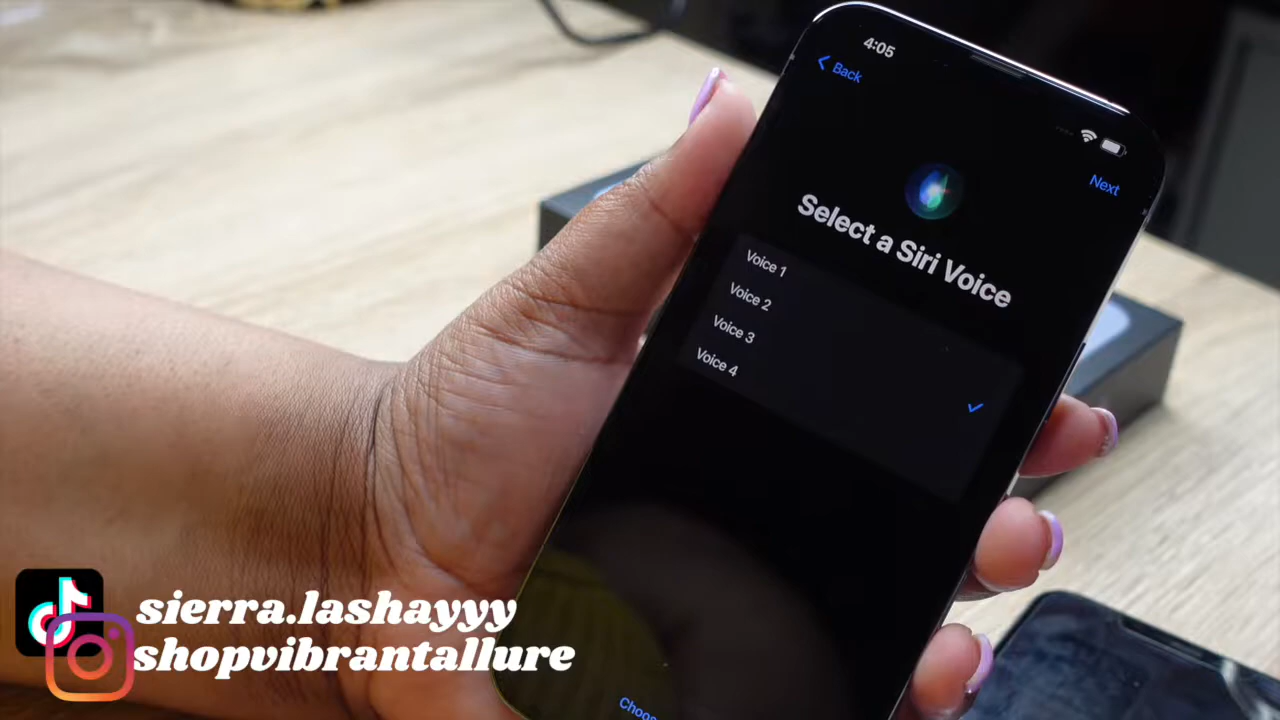 4:05
Back
Next
Select a Siri Voice
Voice 1
Voice 2
Voice 3
Voice 4
sierra.lashayyy
shopvibrantallure